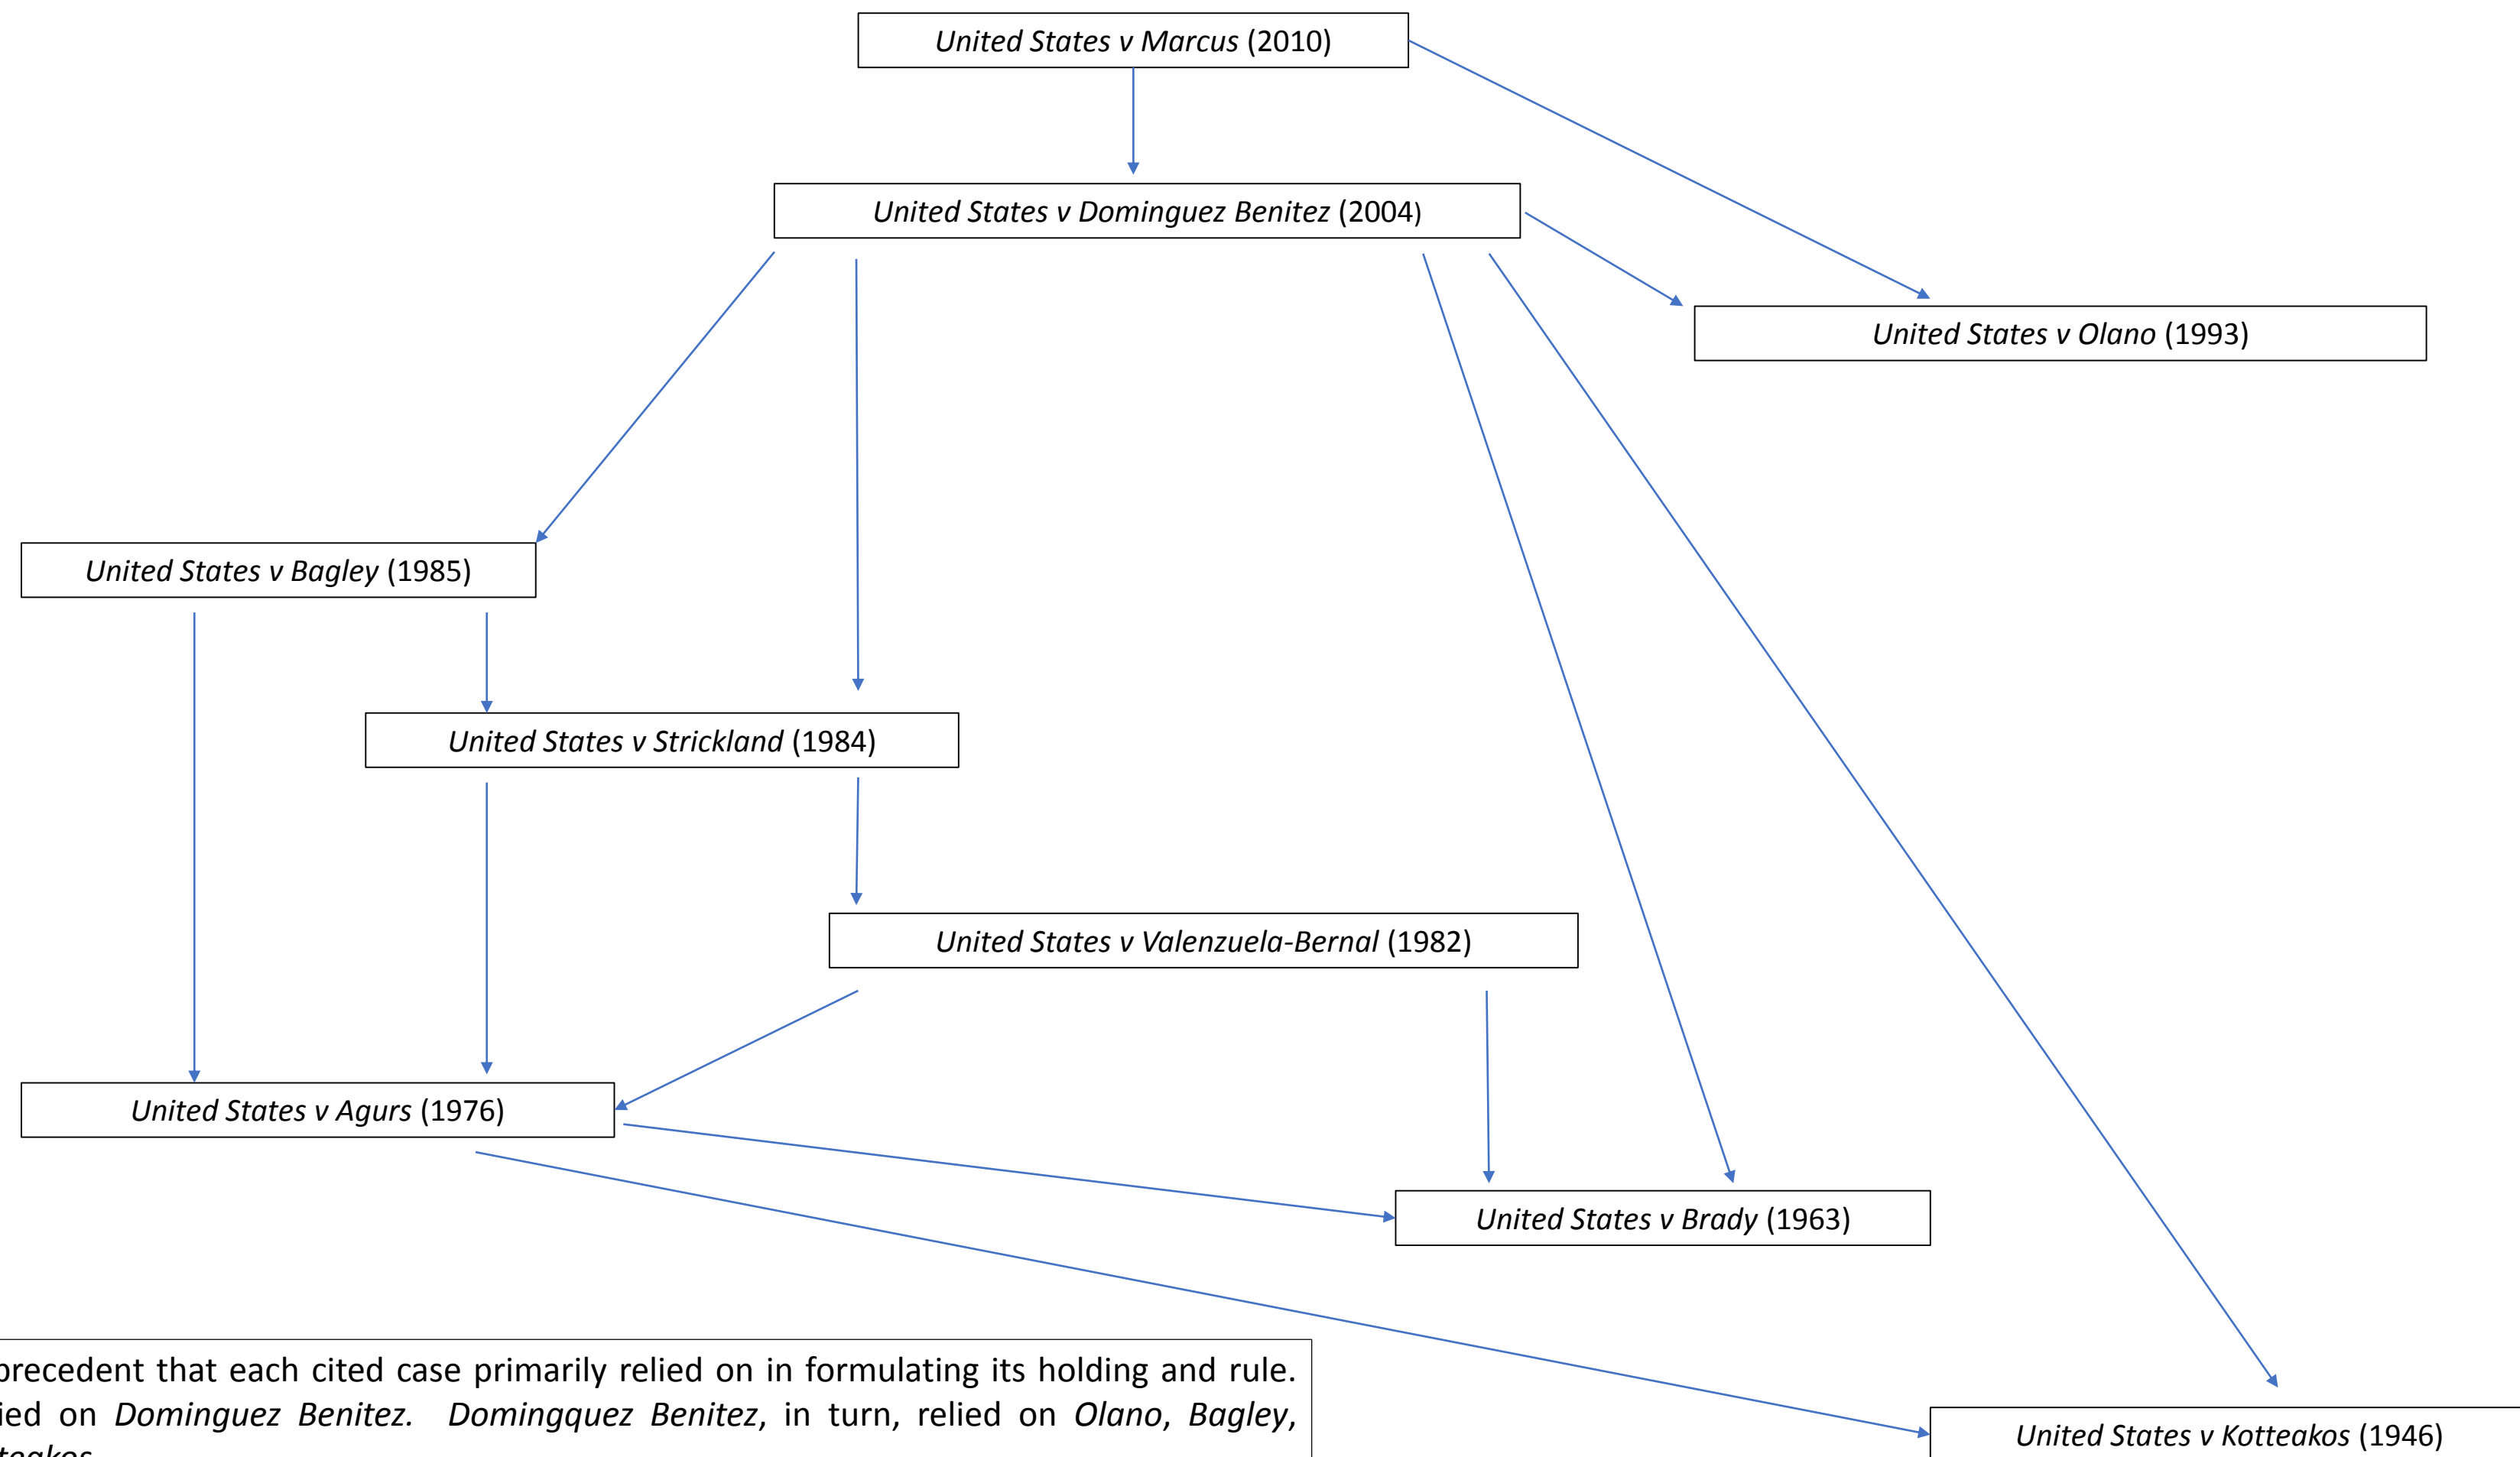 United States v Marcus (2010)
United States v Dominguez Benitez (2004)
United States v Olano (1993)
United States v Bagley (1985)
United States v Strickland (1984)
United States v Valenzuela-Bernal (1982)
United States v Agurs (1976)
United States v Brady (1963)
precedent that each cited case primarily relied on in formulating its holding and rule.
ied on Dominguez Benitez. Domingquez Benitez, in turn, relied on Olano, Bagley,
United States v Kotteakos (1946)